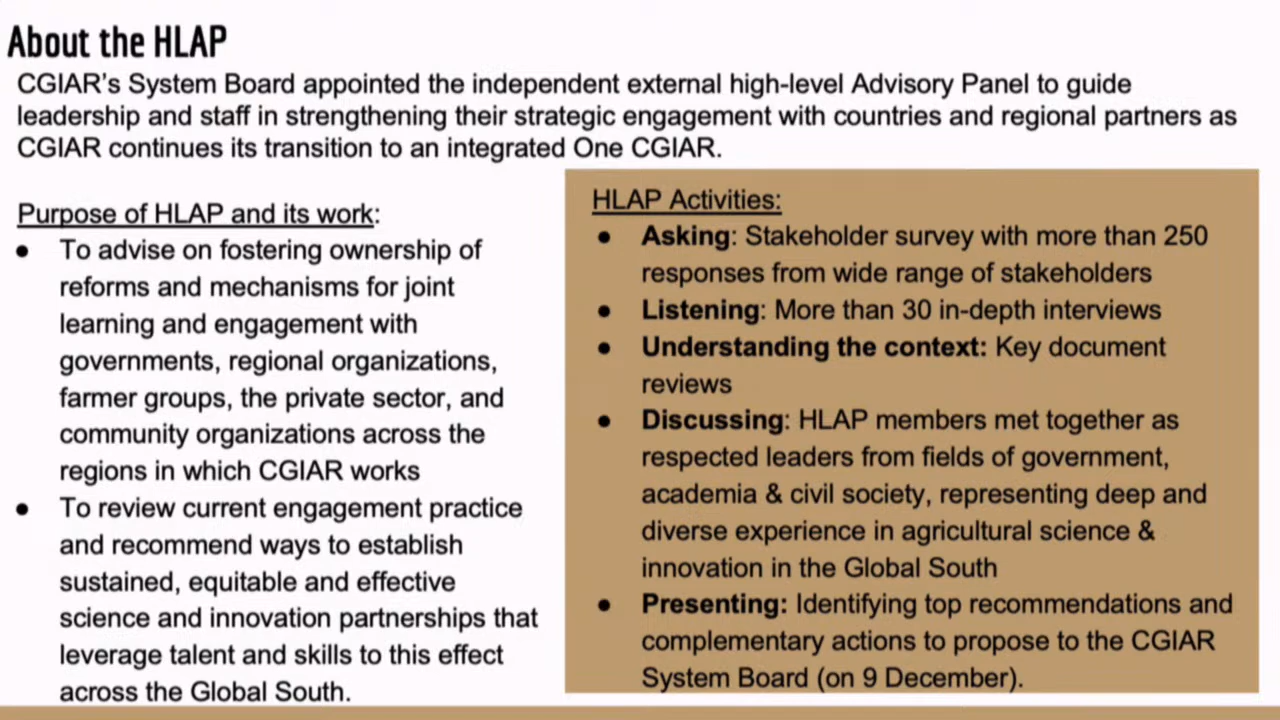 About the HLAP
CGIAR's System Board appointed the independent external high-level Advisory Panel to guide
leadership and staff in strengthening their strategic engagement with countries and regional partners as
CGIAR continues its transition to an integrated One CGIAR.
Purpose of HLAP and its work:
● To advise on fostering ownership of
reforms and mechanisms for joint
learning and engagement with
governments, regional organizations,
farmer groups, the private sector, and
community organizations across the
regions in which CGIAR works
● To review current engagement practice
and recommend ways to establish
sustained, equitable and effective
science and innovation partnerships that
leverage talent and skills to this effect
across the Global South.
HLAP Activities:
● Asking: Stakeholder survey with more than 250
responses from wide range of stakeholders
● Listening: More than 30 in-depth interviews
● Understanding the context: Key document
reviews
● Discussing: HLAP members met together as
respected leaders from fields of government,
academia & civil society, representing deep and
diverse experience in agricultural science &
innovation in the Global South
● Presenting: Identifying top recommendations and
complementary actions to propose to the CGIAR
System Board (on 9 December).